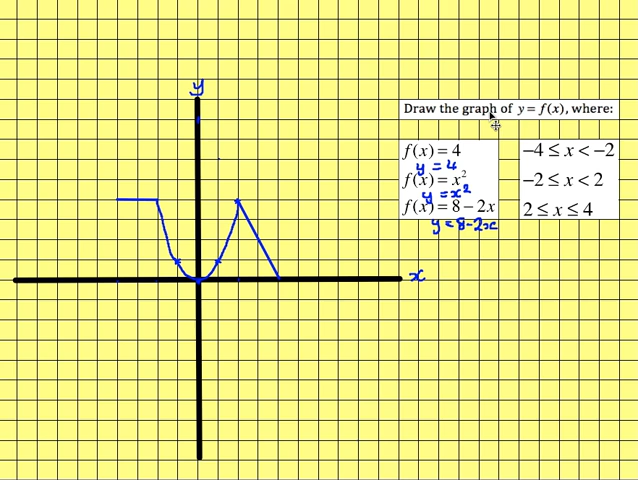 y
Draw the graph of y = f(x), where:
f(x) = 4 −4 ≤ x < −2
y = 4
f(x) = x² −2 ≤ x < 2
y = x²
f(x) = 8 − 2x 2 ≤ x ≤ 4
y = 8-2x
x